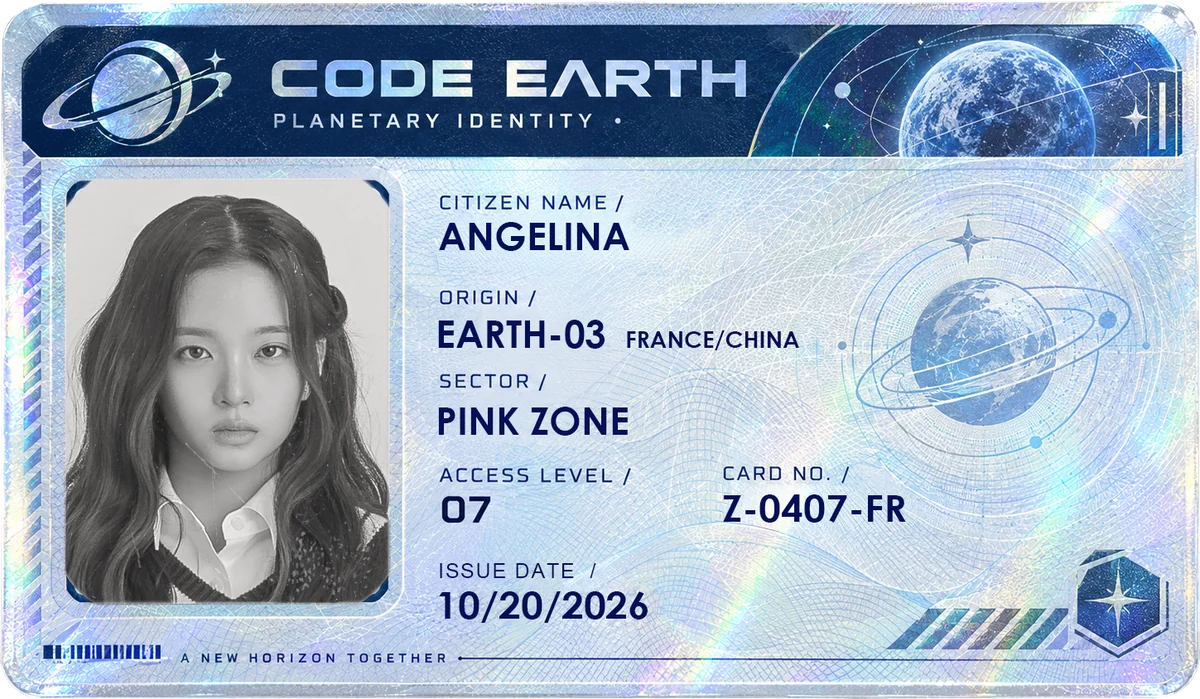 CODE EARTH
PLANETARY IDENTITY •
CITIZEN NAME /
ANGELINA
ORIGIN /
EARTH-03 FRANCE/CHINA
SECTOR /
PINK ZONE
ACCESS LEVEL /
07
CARD NO. /
Z-0407-FR
ISSUE DATE /
10/20/2026
A NEW HORIZON TOGETHER